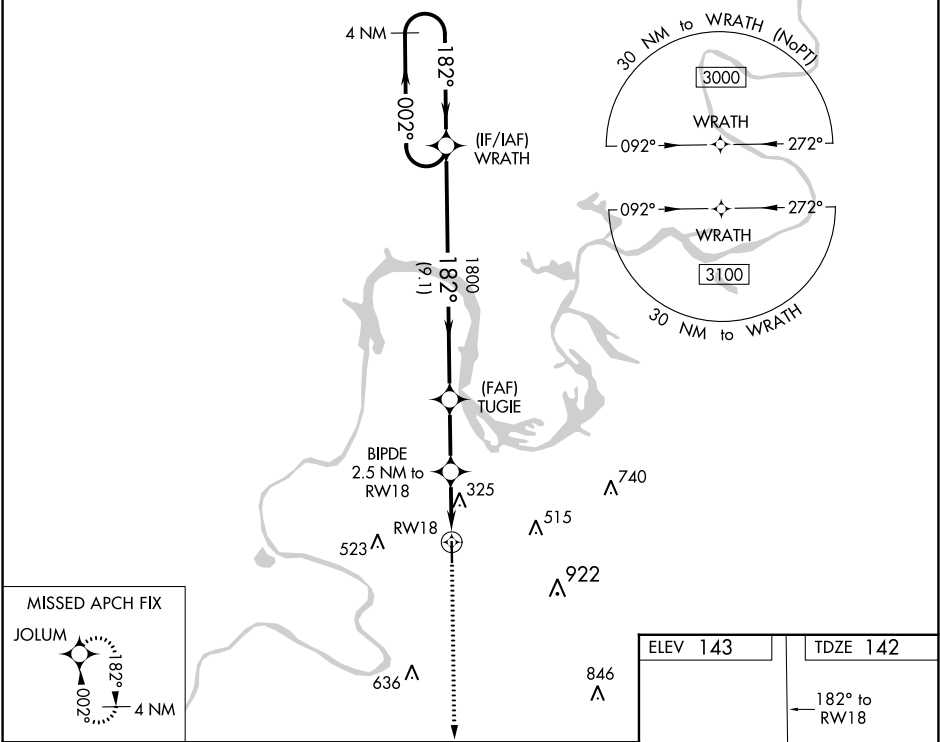 4 NM
182°
002°
(IF/IAF)
WRATH
30 NM to WRATH (NoPT)
3000
WRATH
092°
272°
092°
272°
WRATH
3100
30 NM to WRATH
1800
182°
(9.1)
(FAF)
TUGIE
BIPDE
2.5 NM to
RW18
325
740
515
RW18
523
922
636
846
MISSED APCH FIX
JOLUM
182°
002°
4 NM
ELEV 143
TDZE 142
182° to
RW18